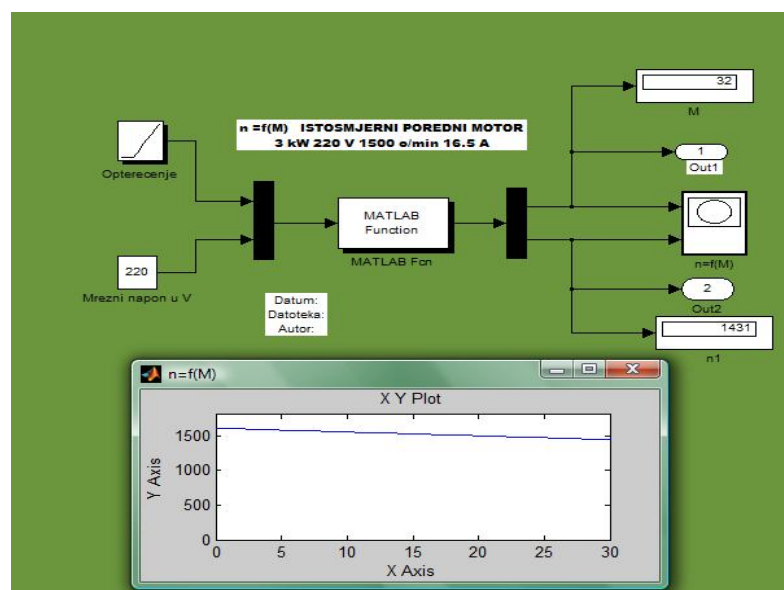 32
M
n =f(M) ISTOSMJERNI POREDNI MOTOR
3 kW 220 V 1500 o/min 16.5 A
1
Out1
Opterecenje
MATLAB
Function
MATLAB Fcn
n=f(M)
220
Mrezni napon u V
2
Out2
Datum:
Datoteka:
Autor:
1431
n1
n=f(M)
X Y Plot
Y Axis
1500
1000
500
0
0 5 10 15 20 25 30
X Axis